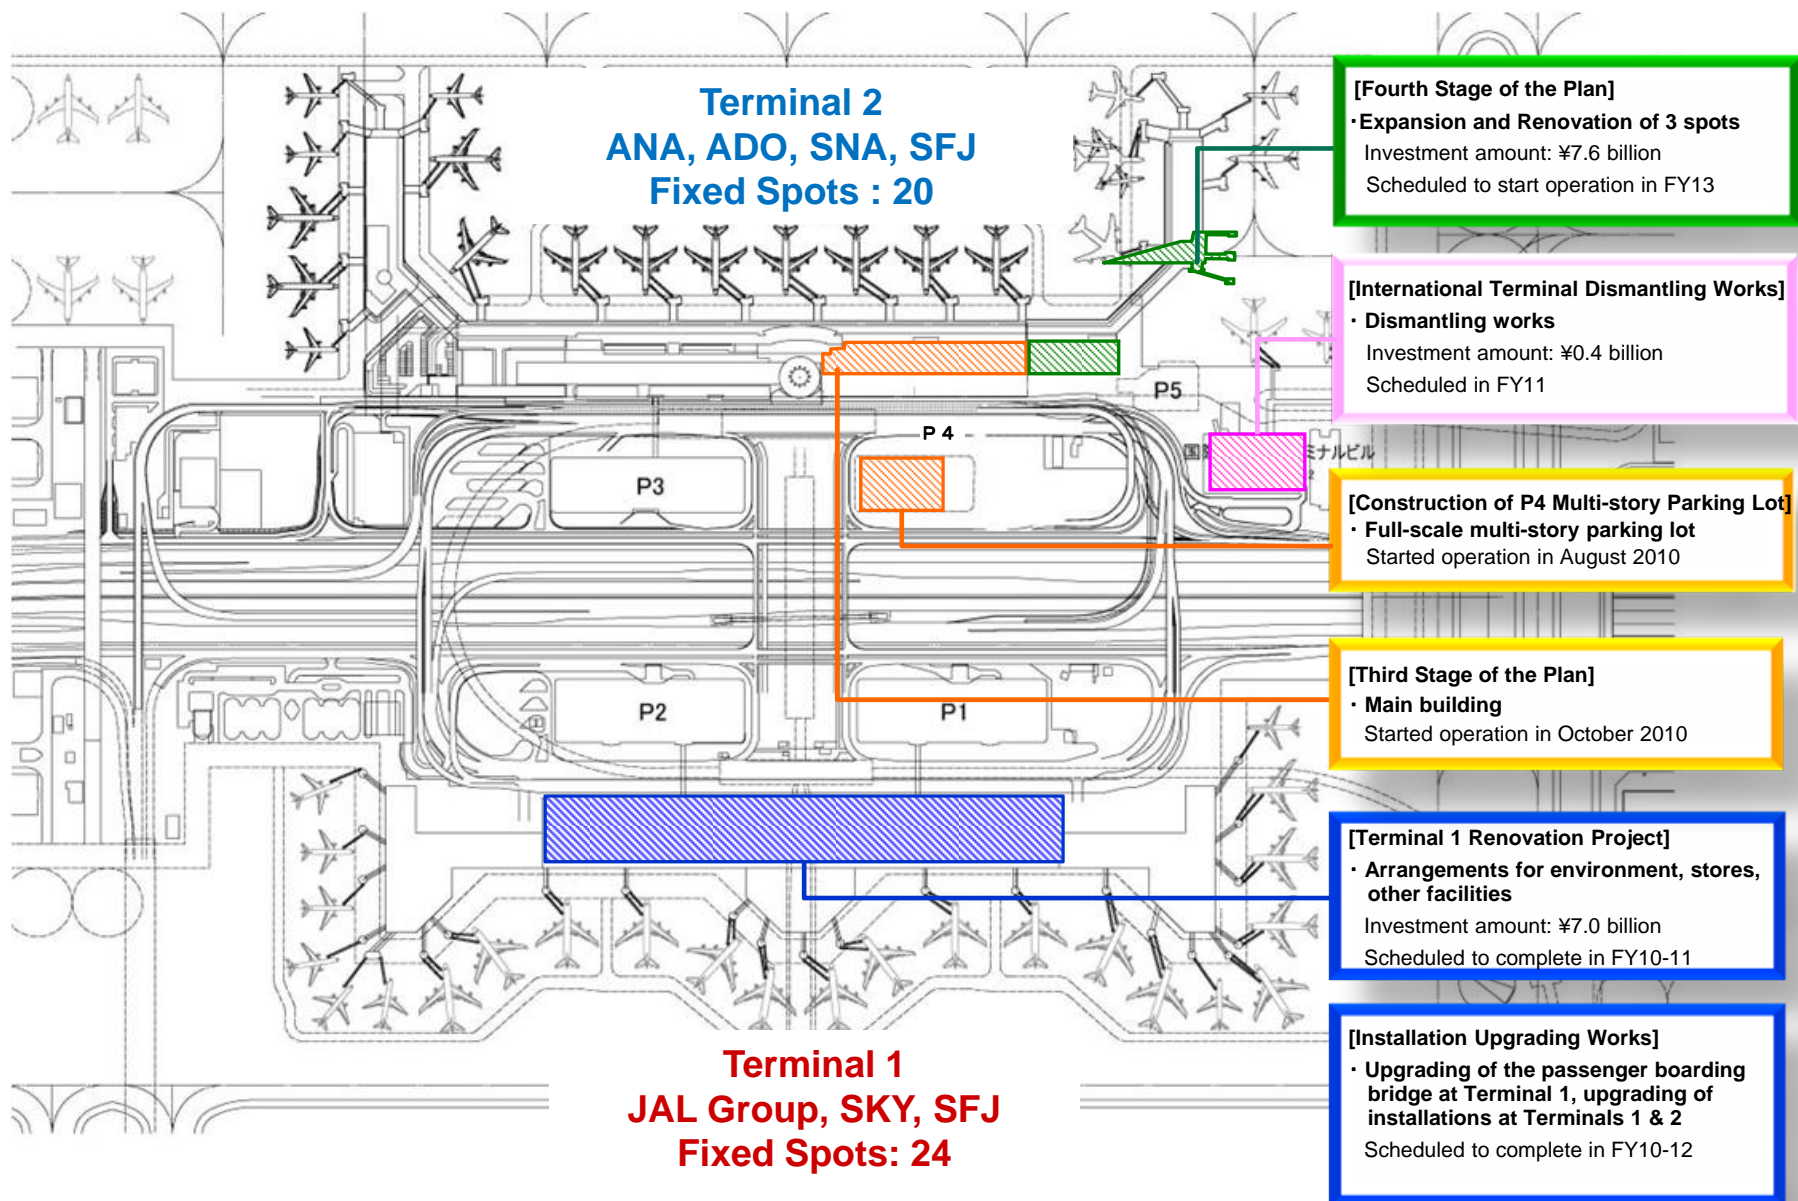 Terminal 2
ANA, ADO, SNA, SFJ
Fixed Spots : 20
[Fourth Stage of the Plan]
・Expansion and Renovation of 3 spots
Investment amount: ¥7.6 billion
Scheduled to start operation in FY13
[International Terminal Dismantling Works]
・ Dismantling works
Investment amount: ¥0.4 billion
Scheduled in FY11
P5
P 4
国
ミナルビル
P3
[Construction of P4 Multi-story Parking Lot]
・ Full-scale multi-story parking lot
Started operation in August 2010
[Third Stage of the Plan]
・ Main building
Started operation in October 2010
P2
P1
[Terminal 1 Renovation Project]
・ Arrangements for environment, stores,
other facilities
Investment amount: ¥7.0 billion
Scheduled to complete in FY10-11
[Installation Upgrading Works]
・ Upgrading of the passenger boarding
bridge at Terminal 1, upgrading of
installations at Terminals 1 & 2
Scheduled to complete in FY10-12
Terminal 1
JAL Group, SKY, SFJ
Fixed Spots: 24